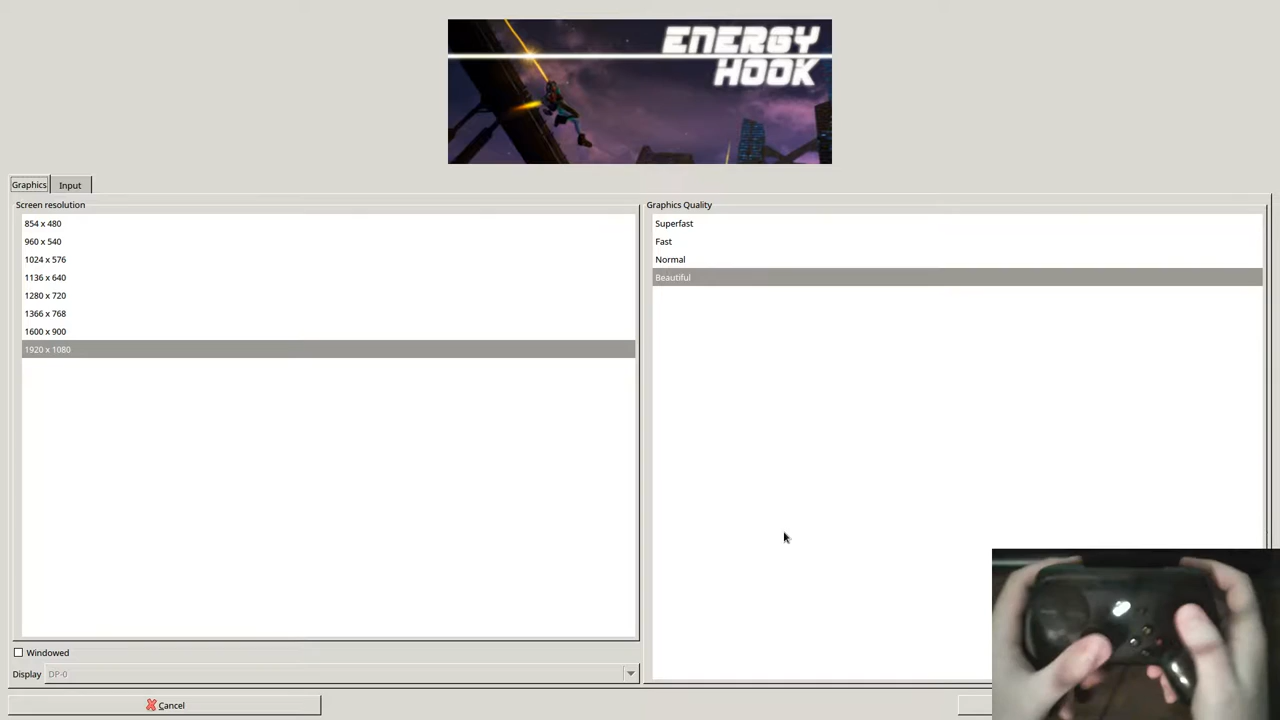 ENERGY
HOOK
Graphics
Input
Screen resolution
854 x 480
960 x 540
1024 x 576
1136 x 640
1280 x 720
1366 x 768
1600 x 900
1920 x 1080
Windowed
Display DP-0
Graphics Quality
Superfast
Fast
Normal
Beautiful
Cancel